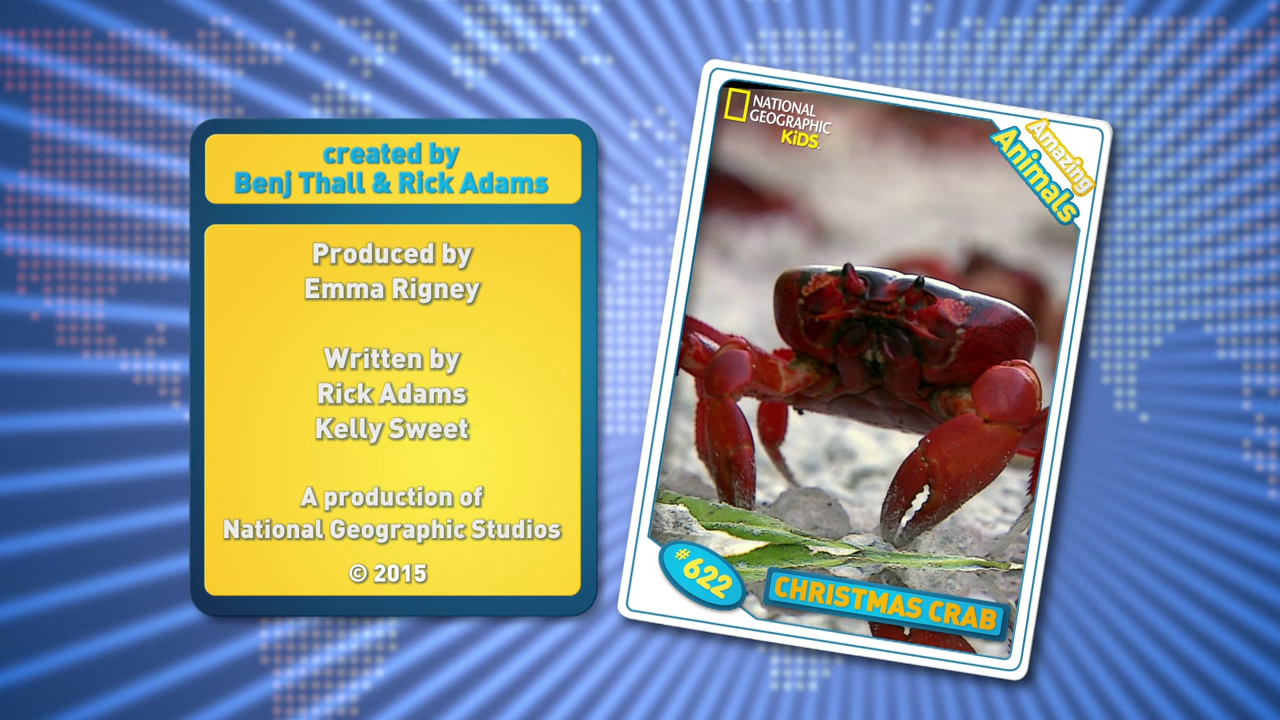 created by
Benj Thall & Rick Adams
Produced by
Emma Rigney
Written by
Rick Adams
Kelly Sweet
A production of
National Geographic Studios
© 2015
NATIONAL
GEOGRAPHIC
KiDS.
Amazing
Animals
#622
CHRISTMAS CRAB